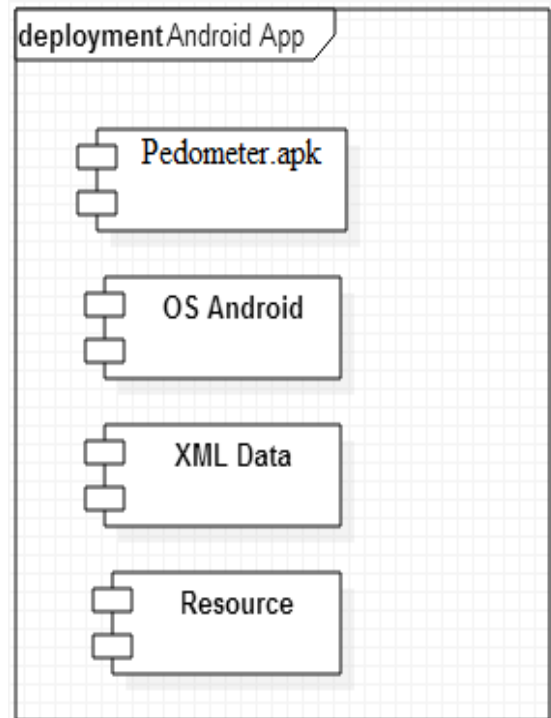 deployment Android App
Pedometer.apk
OS Android
XML Data
Resource